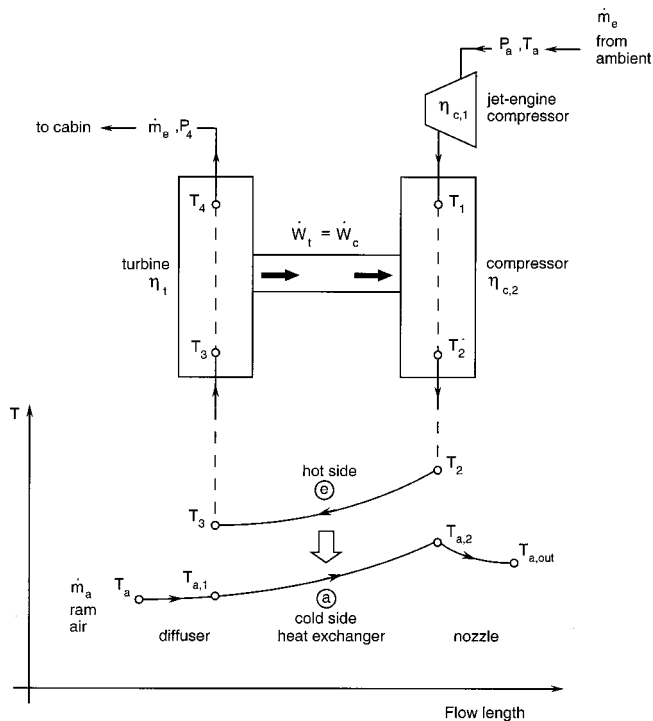 ṁe
Pa , Ta
from
ambient
ηc,1
jet-engine
compressor
to cabin
ṁe , P4
T4
T1
Ẇt = Ẇc
turbine
ηt
compressor
ηc,2
T3
T2
T
hot side
e
T2
T3
Ta,2
Ta,out
ṁa
ram
air
Ta
Ta,1
a
cold side
heat exchanger
diffuser
nozzle
Flow length